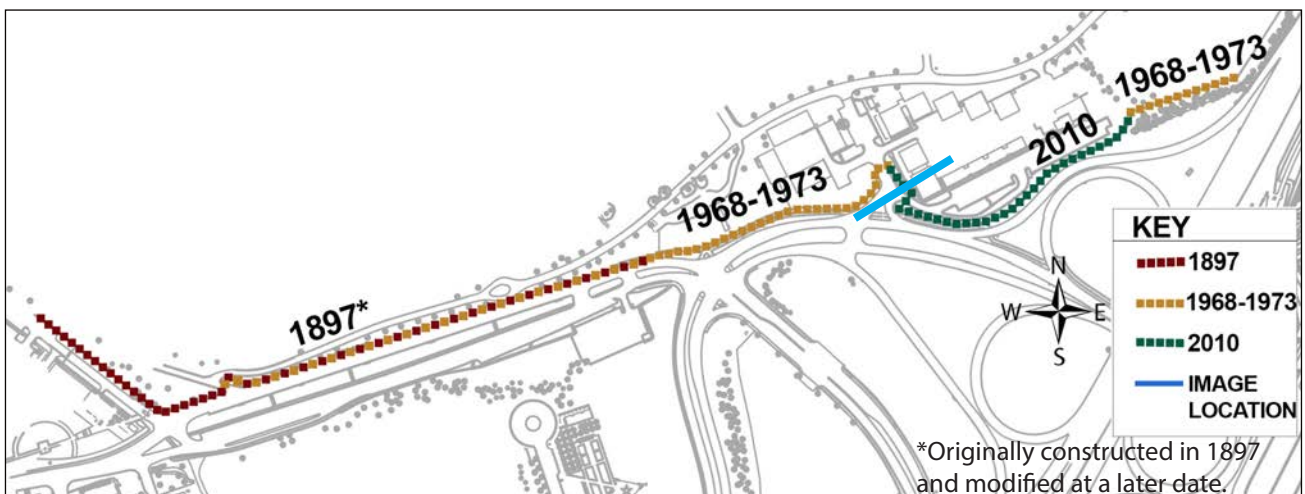 1968-1973
2010
1968-1973
1897*
KEY
1897
1968-1973
2010
IMAGE
LOCATION
N
W
E
S
*Originally constructed in 1897
and modified at a later date.